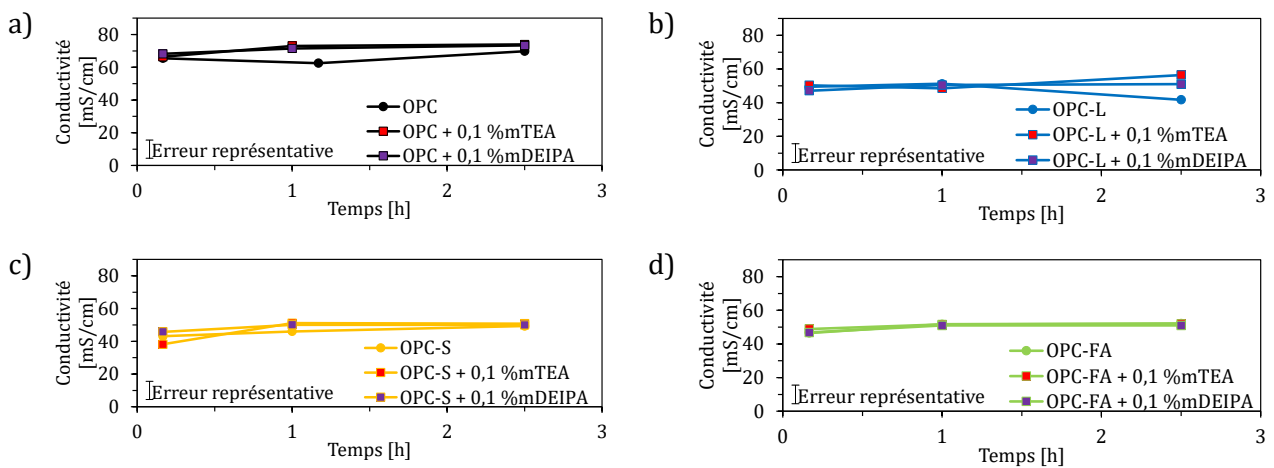 a)
Conductivité
[mS/cm]
80
60
40
20
0
OPC
OPC + 0,1 %mTEA
OPC + 0,1 %mDEIPA
Erreur représentative
0
1
2
3
Temps [h]
b)
Conductivité
[mS/cm]
80
60
40
20
0
OPC-L
OPC-L + 0,1 %mTEA
OPC-L + 0,1 %mDEIPA
Erreur représentative
0
1
2
3
Temps [h]
c)
Conductivité
[mS/cm]
80
60
40
20
0
OPC-S
OPC-S + 0,1 %mTEA
OPC-S + 0,1 %mDEIPA
Erreur représentative
0
1
2
3
Temps [h]
d)
Conductivité
[mS/cm]
80
60
40
20
0
OPC-FA
OPC-FA + 0,1 %mTEA
OPC-FA + 0,1 %mDEIPA
Erreur représentative
0
1
2
3
Temps [h]